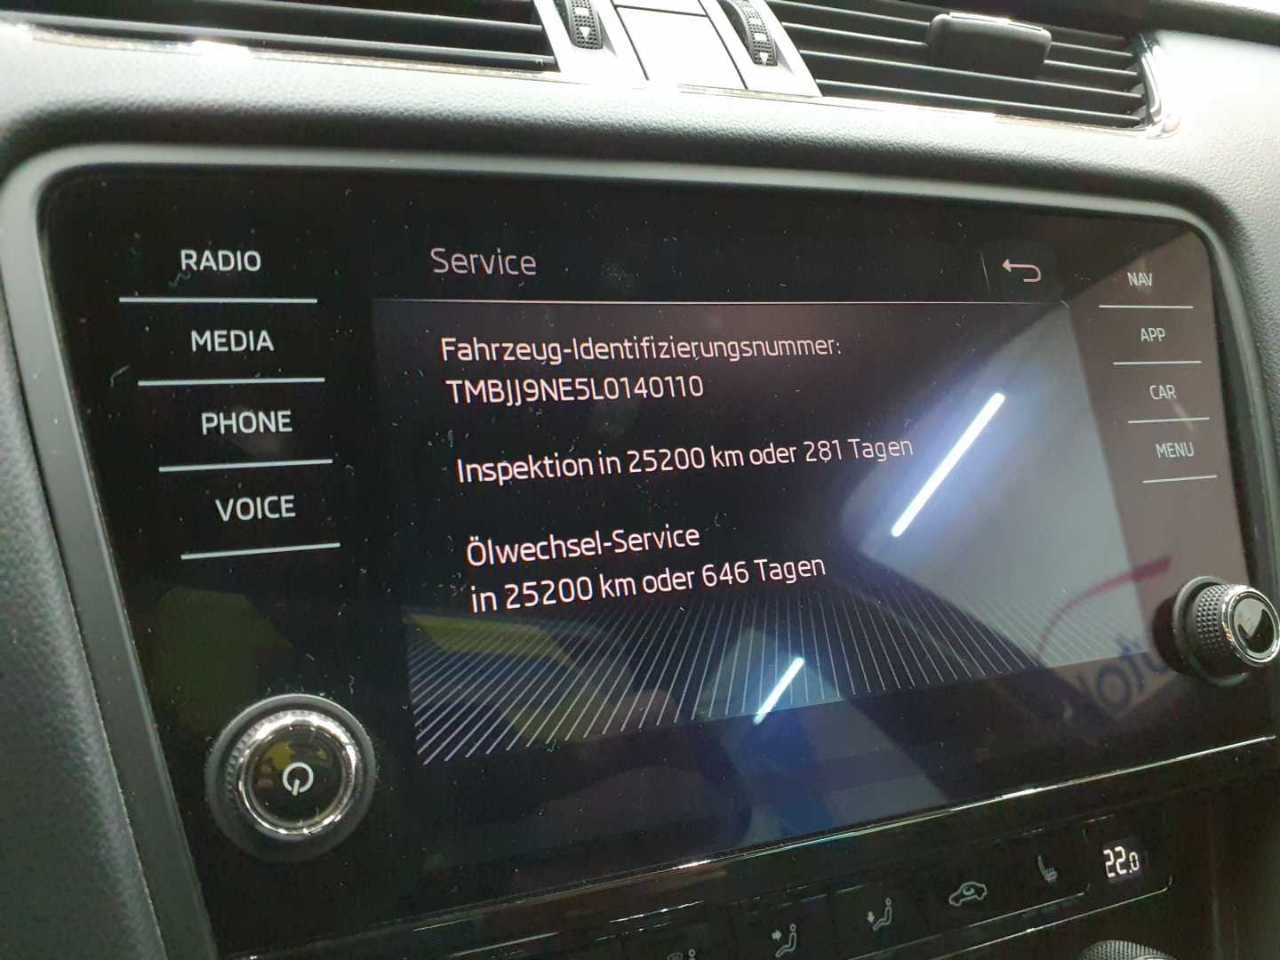 RADIO
MEDIA
PHONE
VOICE
Service
Fahrzeug-Identifizierungsnummer:
TMBJJ9NE5L0140110
Inspektion in 25200 km oder 281 Tagen
Ölwechsel-Service
in 25200 km oder 646 Tagen
NAV
APP
CAR
MENU
22.0